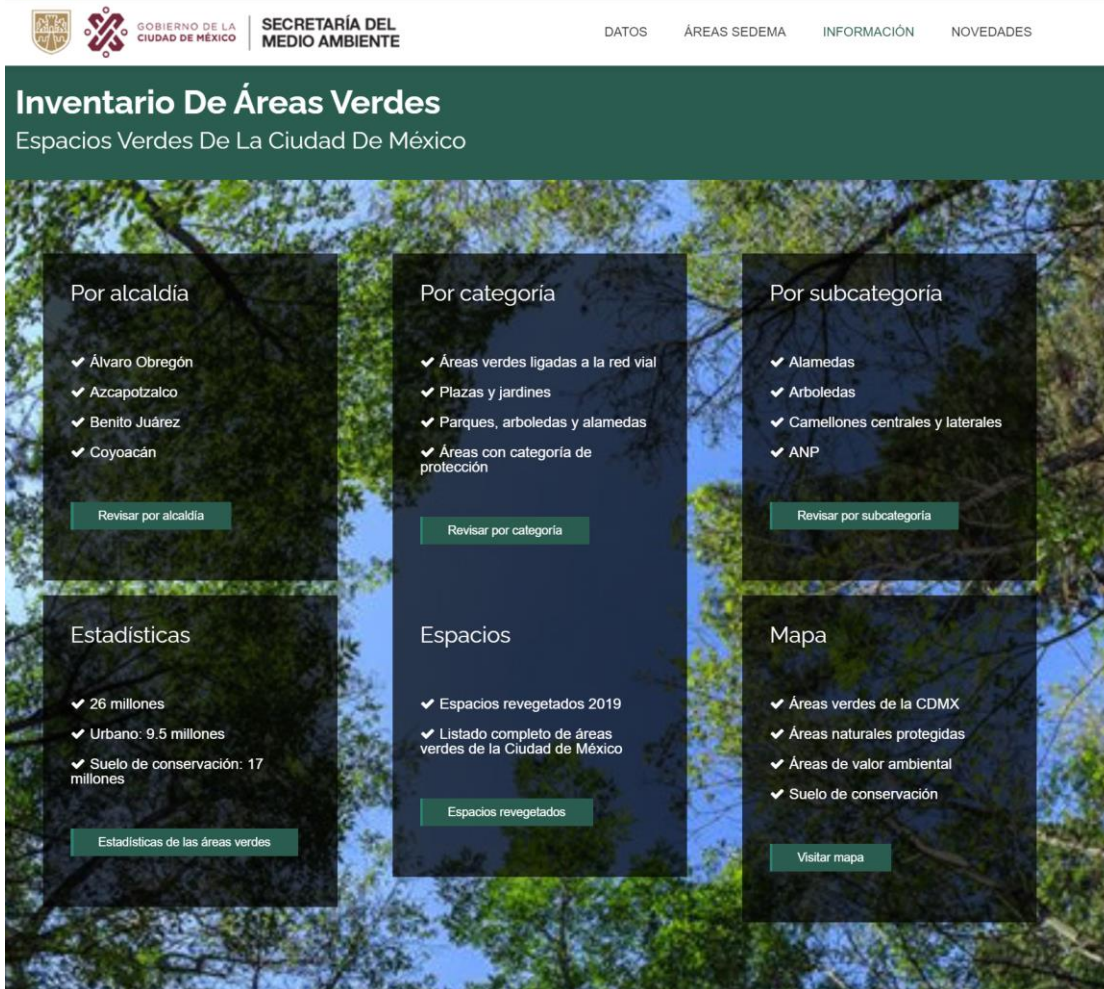 GOBIERNO DE LA
CIUDAD DE MÉXICO
SECRETARÍA DEL
MEDIO AMBIENTE
DATOS
ÁREAS SEDEMA
INFORMACIÓN
NOVEDADES
Inventario De Áreas Verdes
Espacios Verdes De La Ciudad De México
Por alcaldía
Álvaro Obregón
Azcapotzalco
Benito Juárez
Coyoacán
Revisar por alcaldía
Por categoría
Áreas verdes ligadas a la red vial
Plazas y jardines
Parques, arboledas y alamedas
Áreas con categoría de
protección
Revisar por categoría
Por subcategoría
Alamedas
Arboledas
Camellones centrales y laterales
ANP
Revisar por subcategoría
Estadísticas
26 millones
Urbano: 9.5 millones
Suelo de conservación: 17
millones
Estadísticas de las áreas verdes
Espacios
Espacios revegetados 2019
Listado completo de áreas
verdes de la Ciudad de México
Espacios revegetados
Mapa
Áreas verdes de la CDMX
Áreas naturales protegidas
Áreas de valor ambiental
Suelo de conservación
Visitar mapa